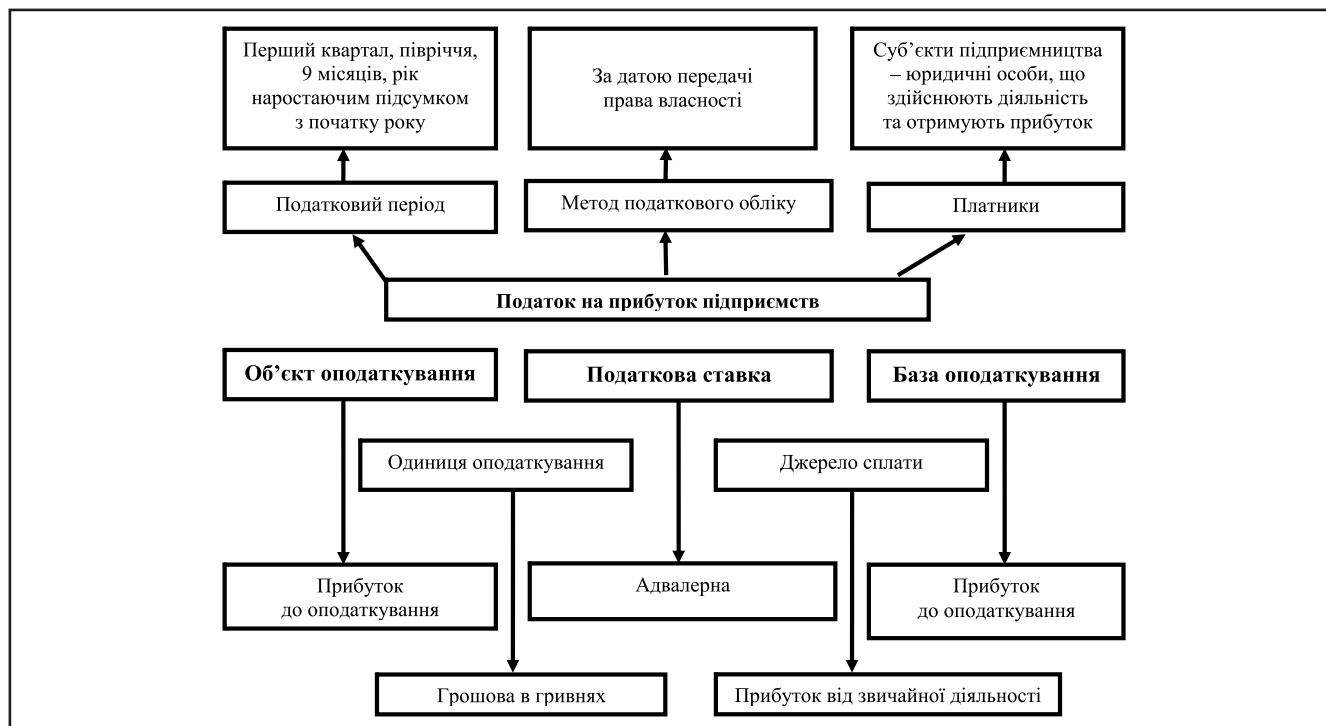 Перший квартал, півріччя,
9 місяців, рік
наростаючим підсумком
з початку року
За датою передачі
права власності
Суб’єкти підприємництва
– юридичні особи, що
здійснюють діяльність
та отримують прибуток
Податковий період
Метод податкового обліку
Платники
Податок на прибуток підприємств
Об’єкт оподаткування
Податкова ставка
База оподаткування
Одиниця оподаткування
Джерело сплати
Прибуток
до оподаткування
Адвалерна
Прибуток
до оподаткування
Грошова в гривнях
Прибуток від звичайної діяльності